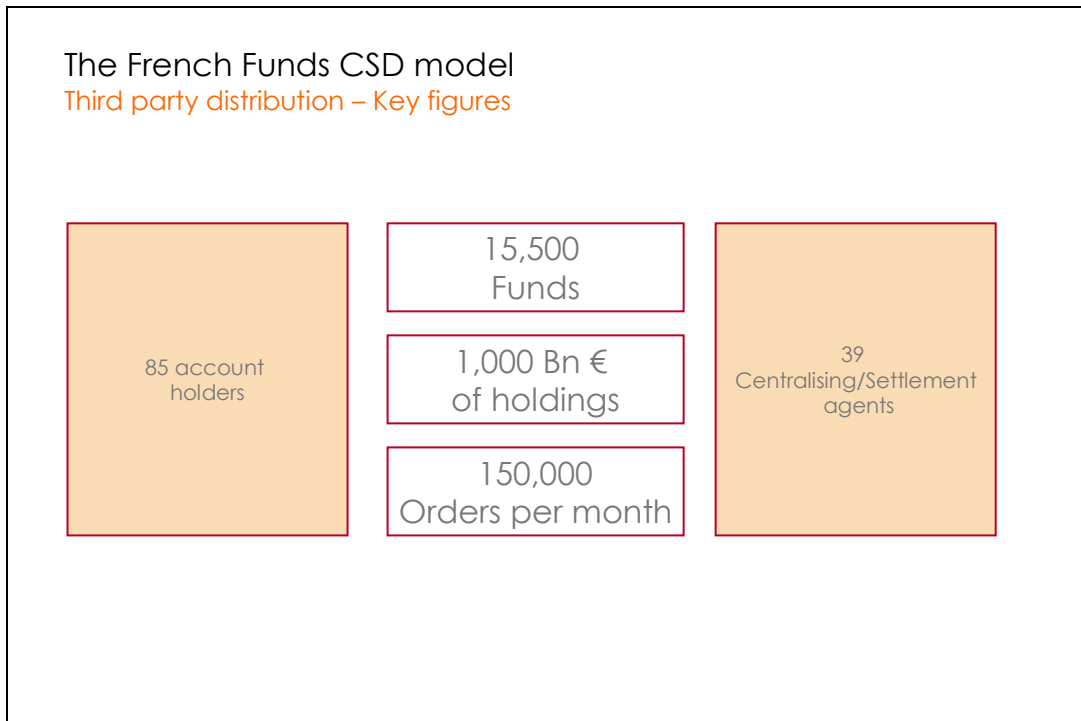 The French Funds CSD model
Third party distribution – Key figures
85 account
holders
15,500
Funds
1,000 Bn €
of holdings
150,000
Orders per month
39
Centralising/Settlement
agents